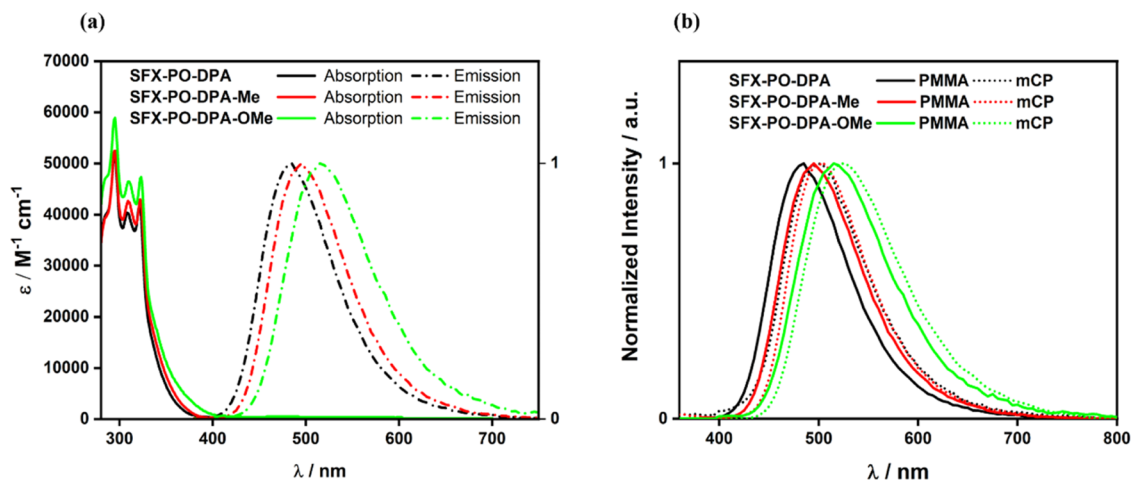 (a)
SFX-PO-DPA Absorption Emission
SFX-PO-DPA-Me Absorption Emission
SFX-PO-DPA-OMe Absorption Emission
ε / M⁻¹ cm⁻¹
70000
60000
50000
40000
30000
20000
10000
0
1
0
300 400 500 600 700
λ / nm
(b)
SFX-PO-DPA PMMA mCP
SFX-PO-DPA-Me PMMA mCP
SFX-PO-DPA-OMe PMMA mCP
Normalized Intensity / a.u.
1
0
400 500 600 700 800
λ / nm